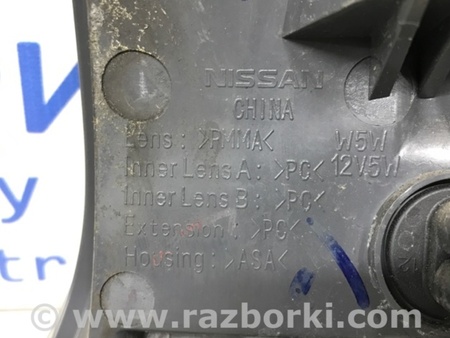 NISSAN
CHINA
Lens : >PMMA< W5W
Inner Lens A : >PC< 12V5W
Inner Lens B : >PC<
Extension : >PC<
Housing : >ASA<
OK
www.razborki.com